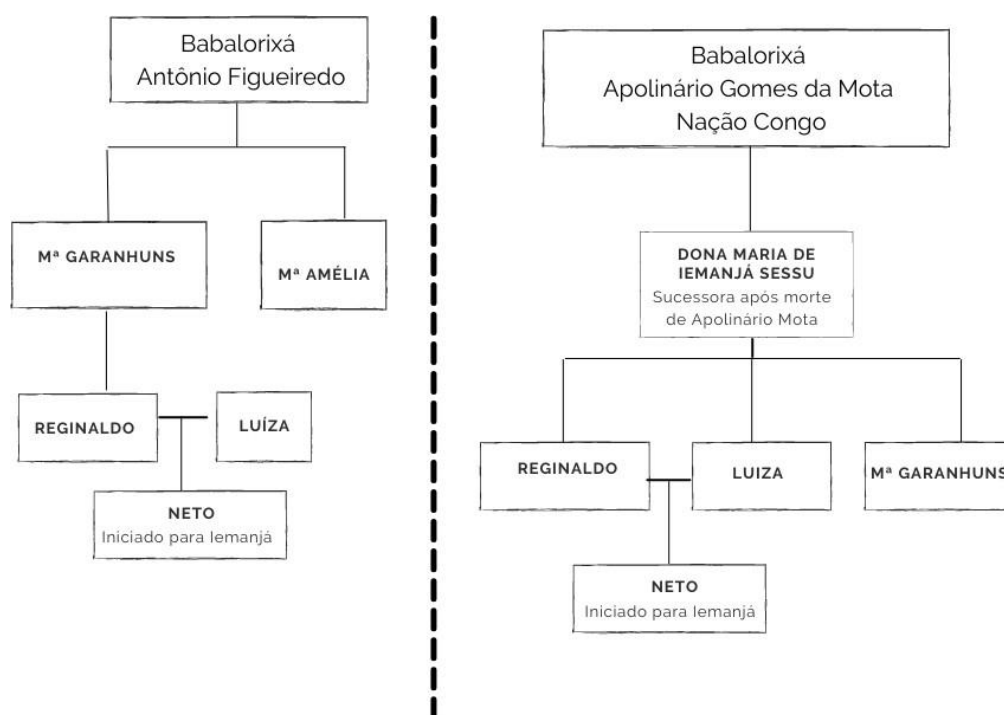 Babalorixá
Antônio Figueiredo
Mª GARANHUNS
Mª AMÉLIA
REGINALDO
LUÍZA
NETO
Iniciado para Iemanjá
Babalorixá
Apolinário Gomes da Mota
Nação Congo
DONA MARIA DE
IEMANJÁ SESSU
Sucessora após morte
de Apolinário Mota
REGINALDO
LUIZA
Mª GARANHUNS
NETO
Iniciado para Iemanjá